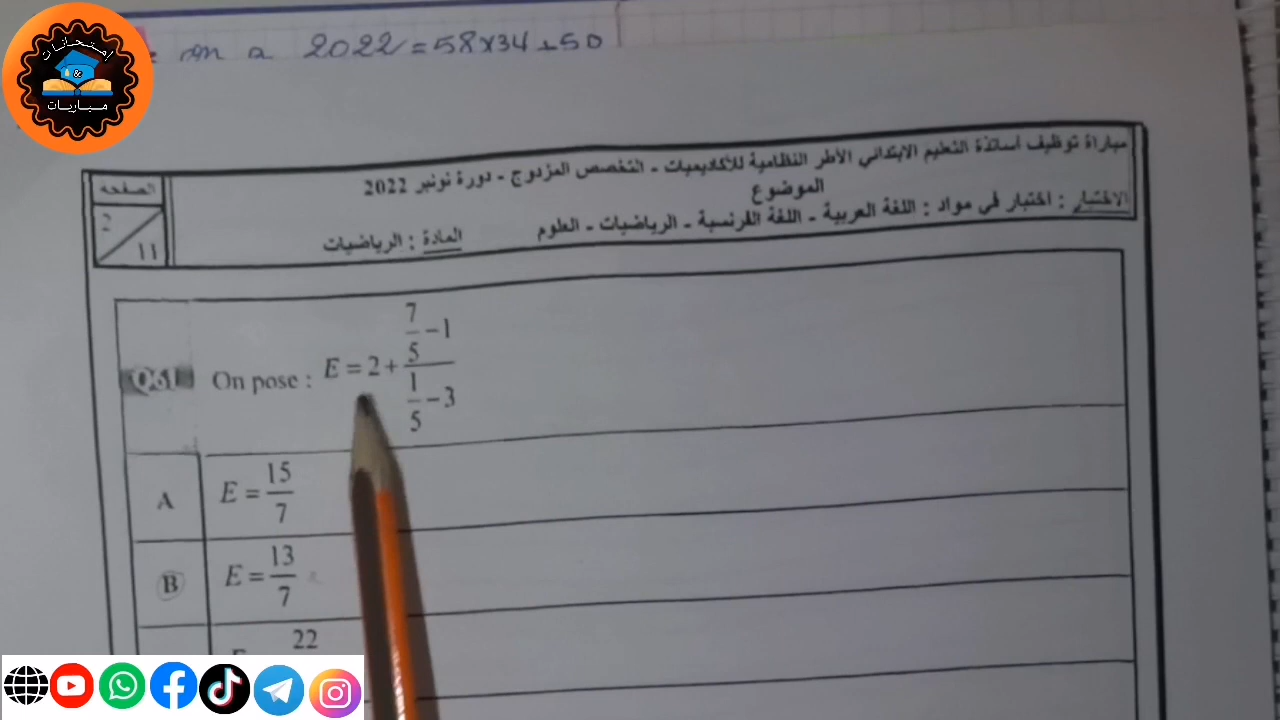 امتحانات
&
مباريات
on a 2022 = 58x34+50
مباراة توظيف أساتذة التعليم الابتدائي الأطر النظامية للأكاديميات - التخصص المزدوج - دورة نونبر 2022
الموضوع
الاختبار : اختبار في مواد : اللغة العربية - اللغة الفرنسية - الرياضيات - العلوم
المادة : الرياضيات
الصفحة
2
11
Q61 On pose : E = 2 + (7/5 - 1)/(1/5 - 3)
A E = 15/7
B E = 13/7
22